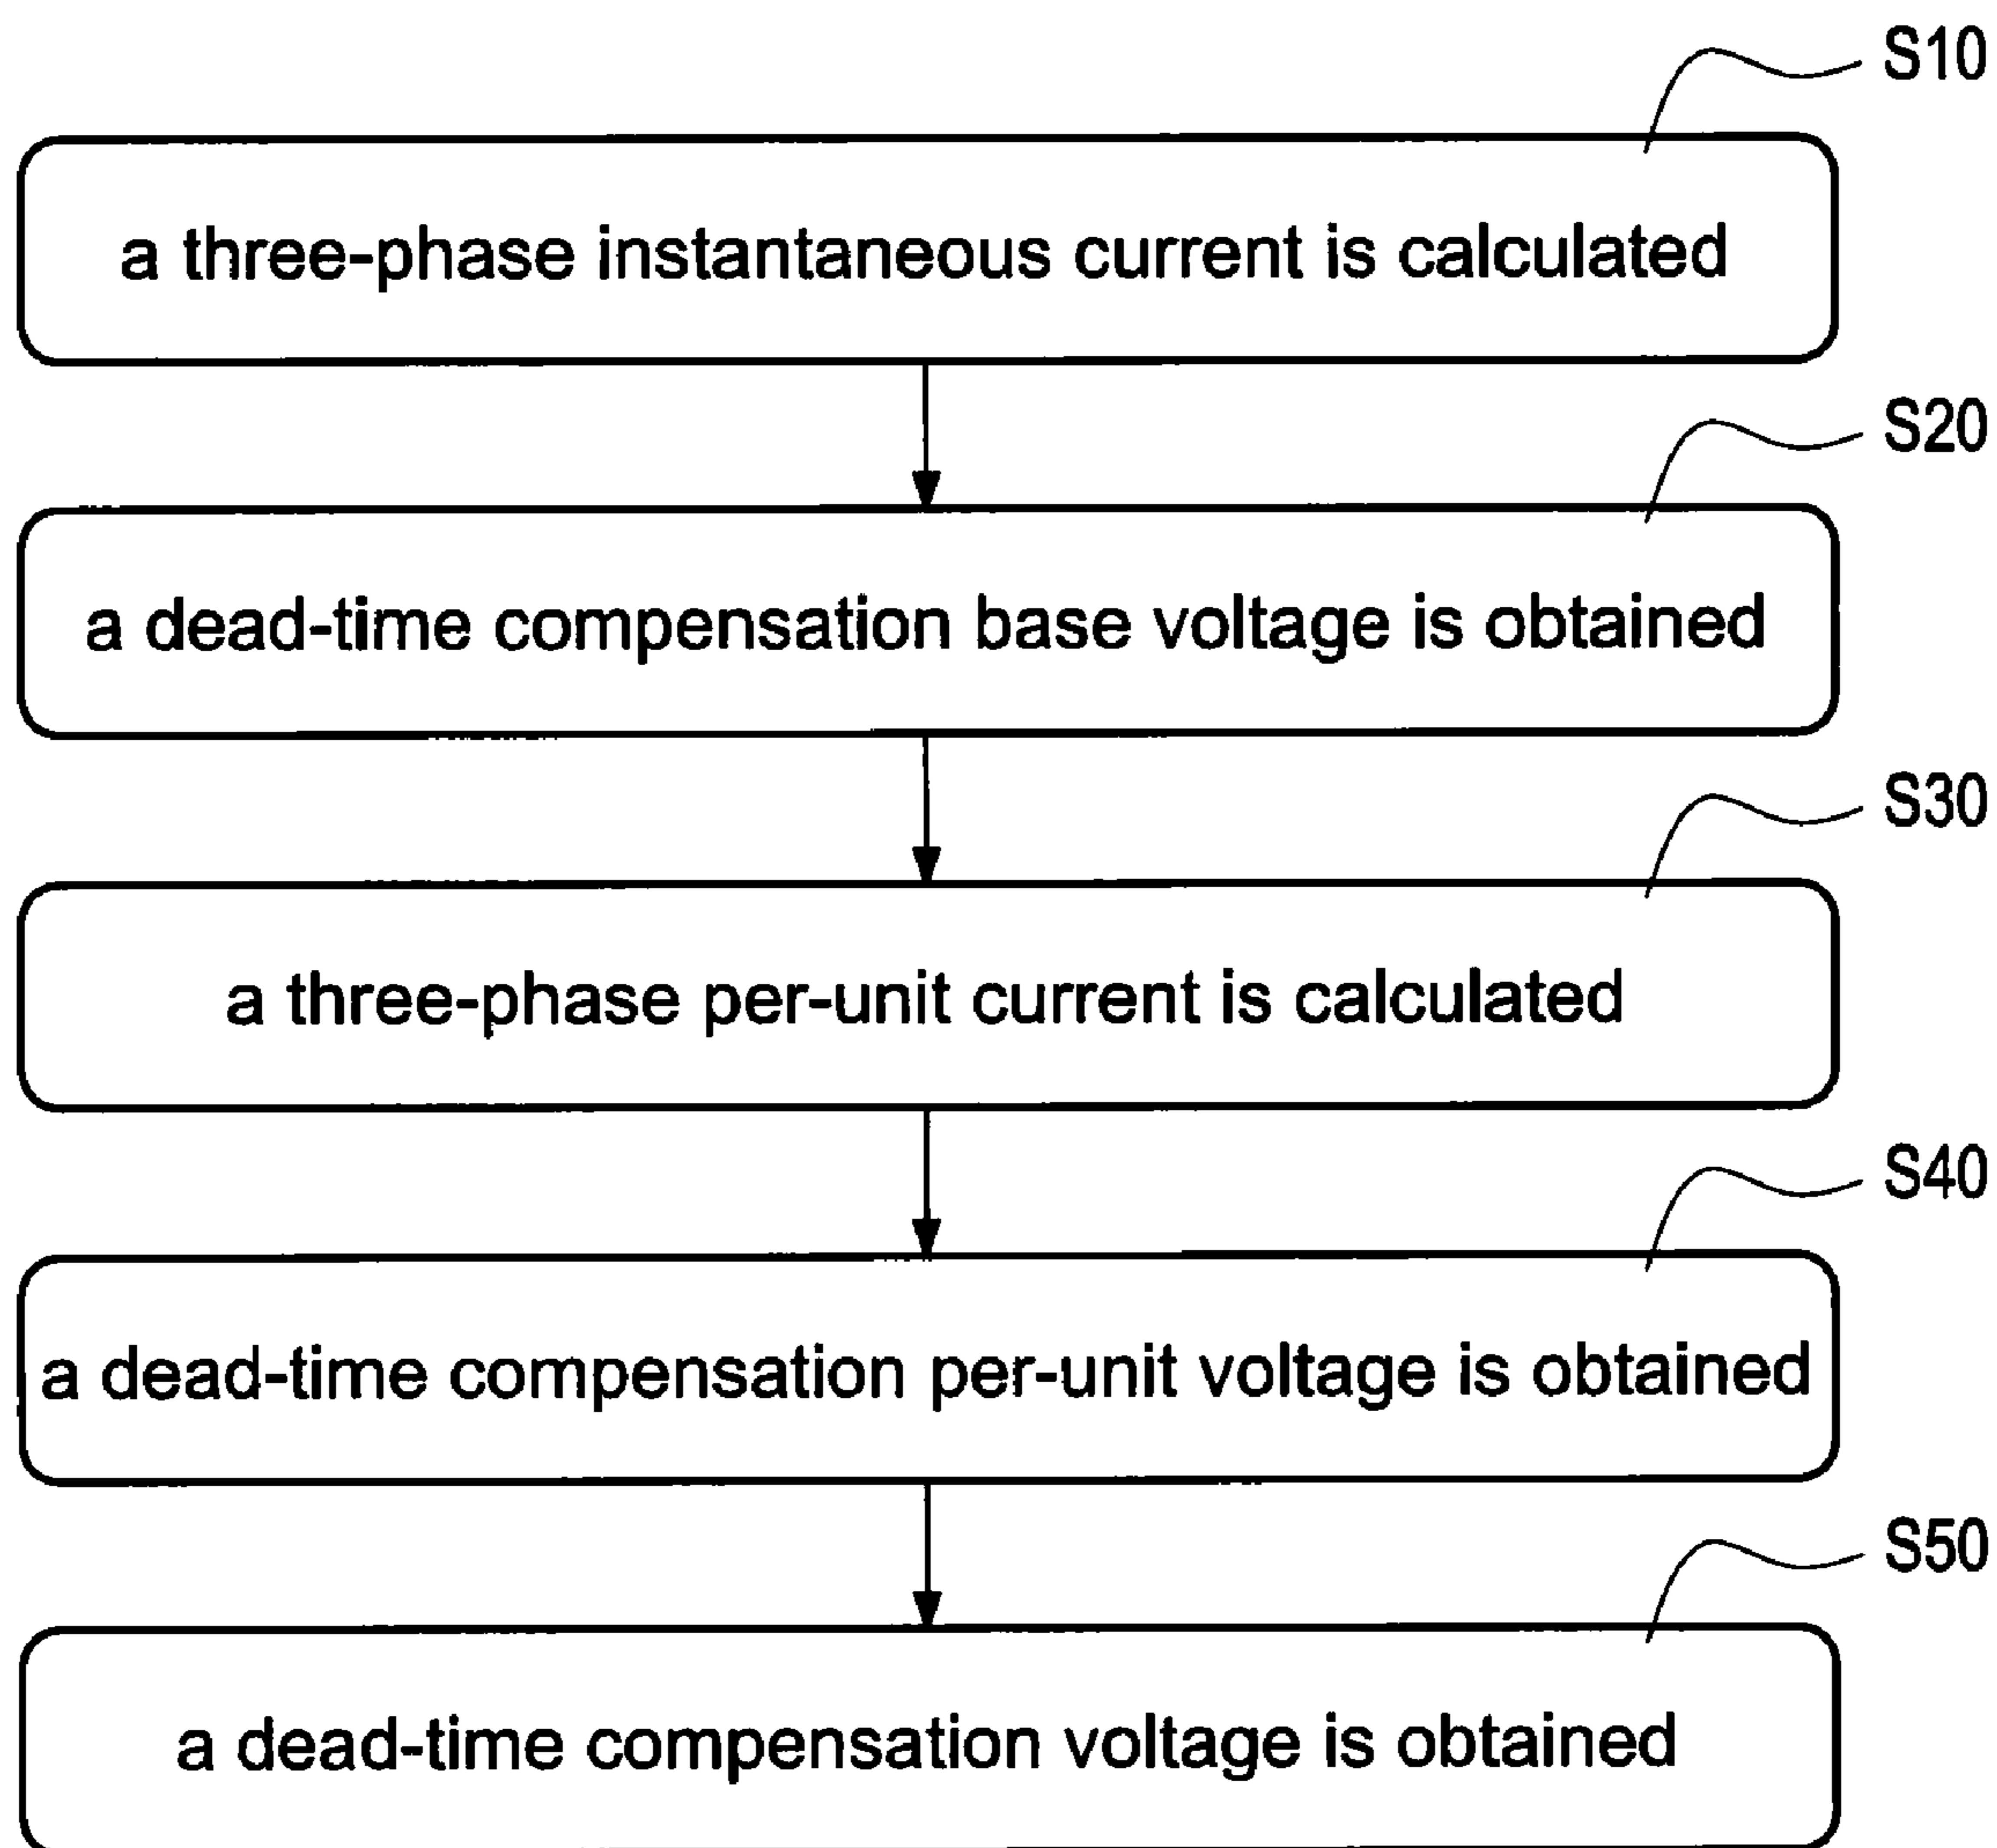 S10
a three-phase instantaneous current is calculated
S20
a dead-time compensation base voltage is obtained
S30
a three-phase per-unit current is calculated
S40
a dead-time compensation per-unit voltage is obtained
S50
a dead-time compensation voltage is obtained